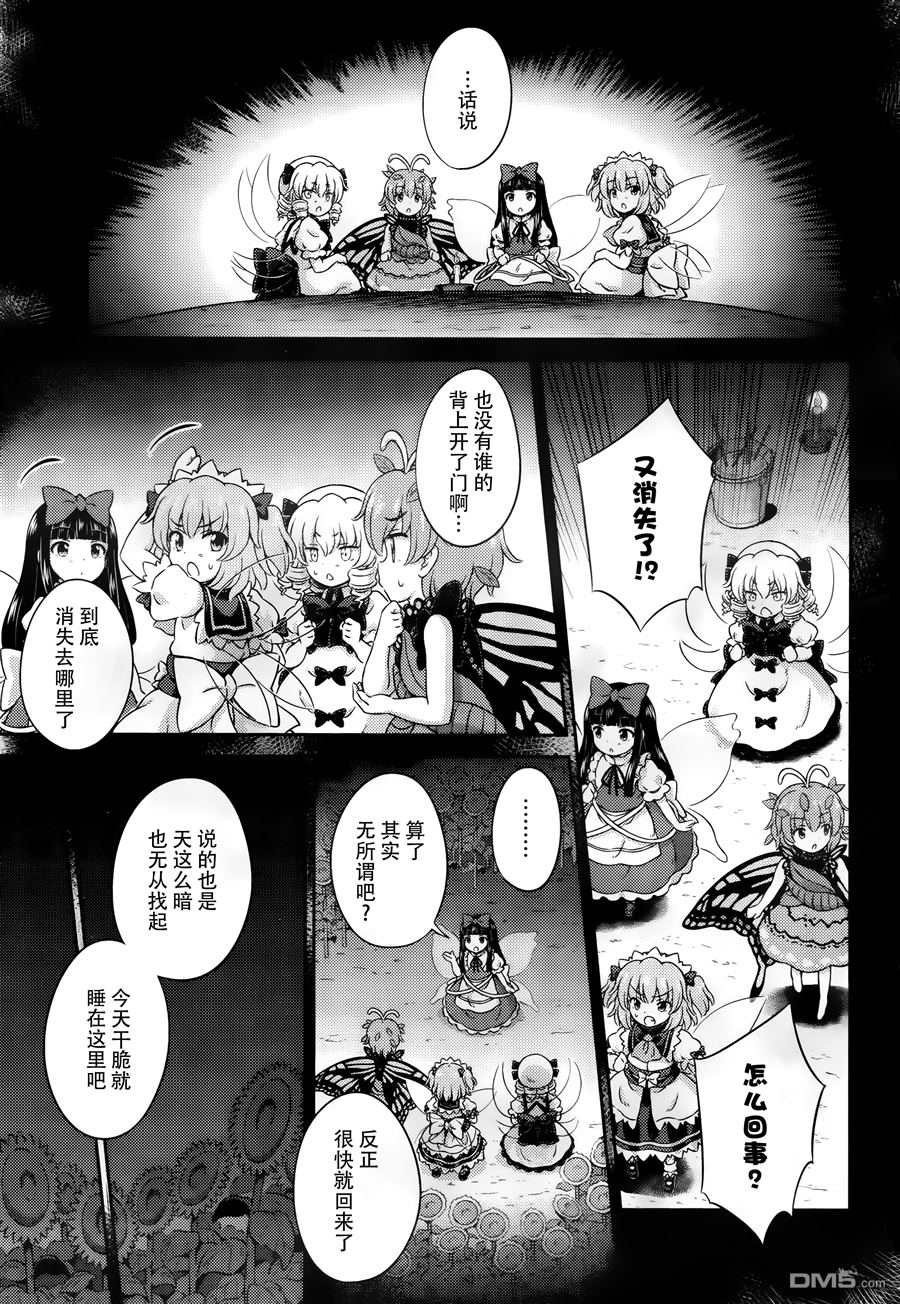 …话说
又消失了!?
怎么回事?
也没有谁的
背上开了门啊…
到底
消失去哪里
了
………
算了
其实
无所谓吧?
反正
很快就回来了
说的也是
天这么暗
也无从找起
今天干脆就
睡在这里吧
DM5.com